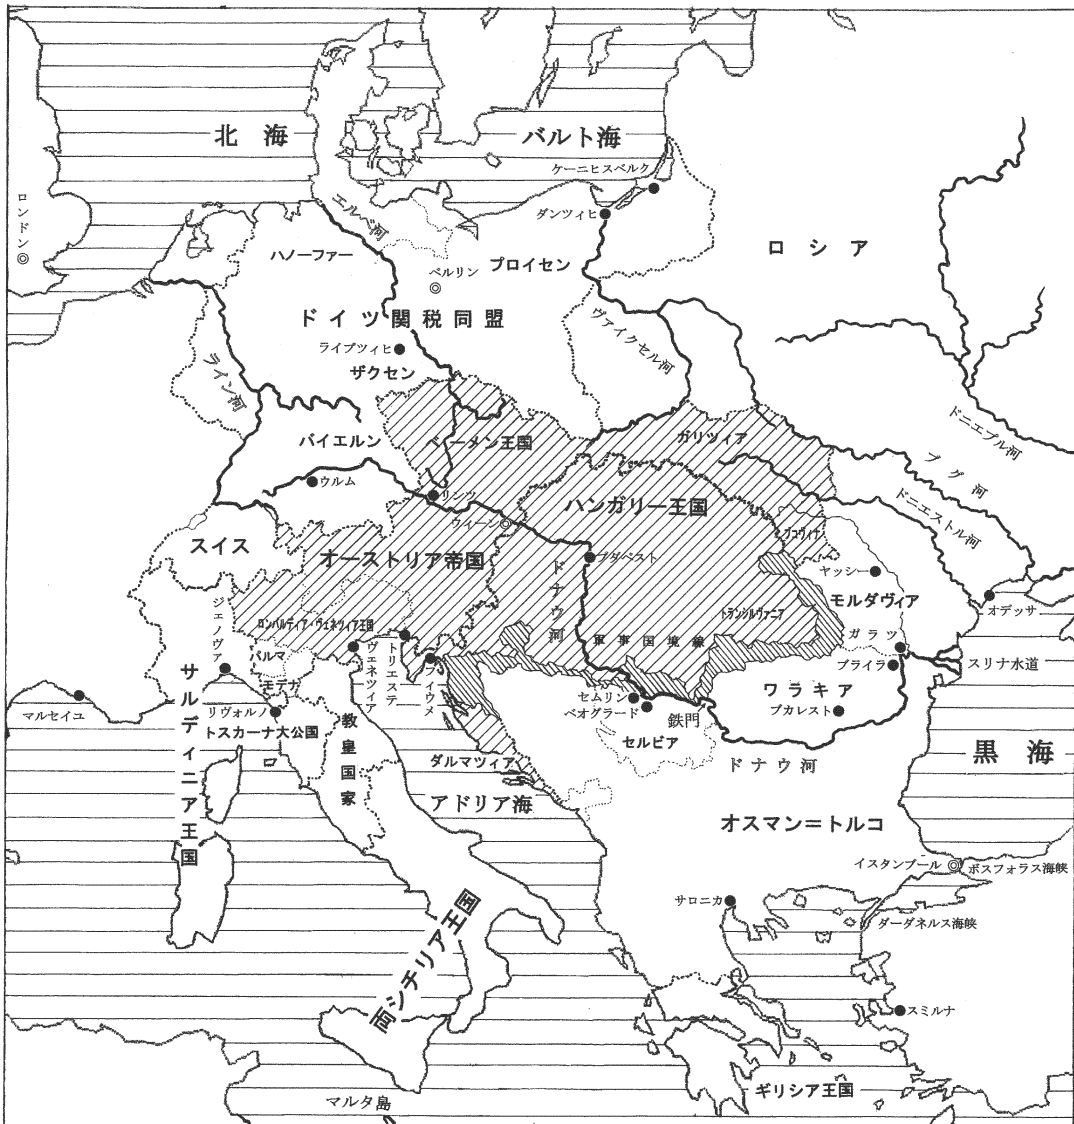 北海
バルト海
ケーニヒスベルク
ロンドン
エルベ河
ダンツィヒ
ロシア
ハノーファー
ベルリン
プロイセン
ドイツ関税同盟
ヴァイクセル河
ライン河
ライプツィヒ
ザクセン
ドニエプル河
バイエルン
ベーメン王国
ガリツィア
ブグ河
ウルム
リンツ
ハンガリー王国
ドニエストル河
ウィーン
ブコヴィナ
スイス
オーストリア帝国
ドナウ河
ブダペスト
ヤッシー
モルダヴィア
オデッサ
ジェノヴァ
ロンバルディア・ヴェネツィア王国
トランシルヴァニア
軍事国境線
ガラツ
パルマ
ヴェネツィア
トリエステ
フィウメ
ブライラ
スリナ水道
サルディニア王国
モデナ
セムリン
ワラキア
マルセイユ
リヴォルノ
ベオグラード
鉄門
ブカレスト
トスカーナ大公国
教皇国家
セルビア
黒海
ダルマツィア
ドナウ河
アドリア海
オスマン=トルコ
イスタンブール
ボスフォラス海峡
サロニカ
ダーダネルス海峡
両シチリア王国
スミルナ
ギリシア王国
マルタ島